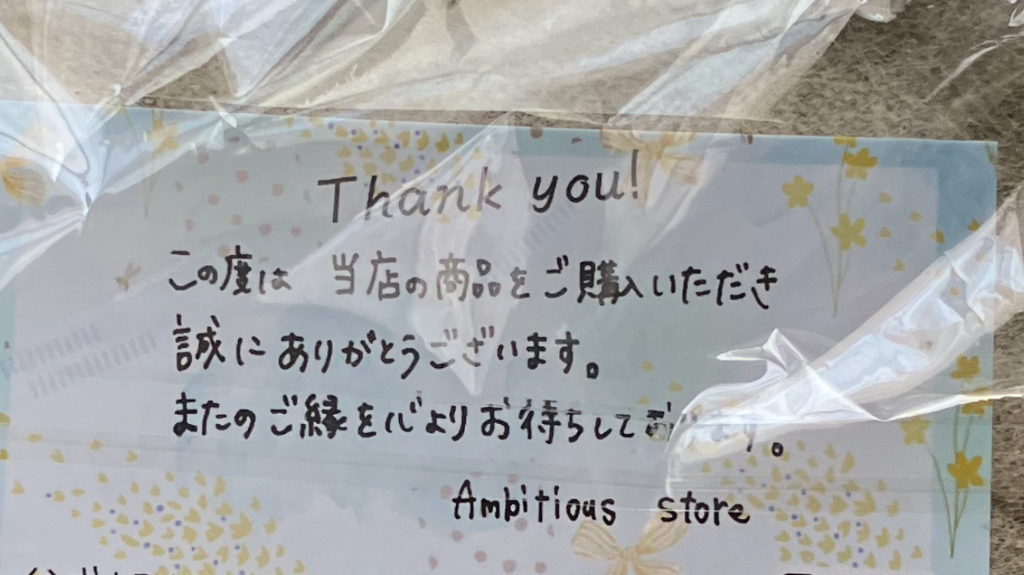 Thank you!
この度は 当店の商品をご購入いただき
誠にありがとうございます。
またのご縁を心よりお待ちして
Ambitious store